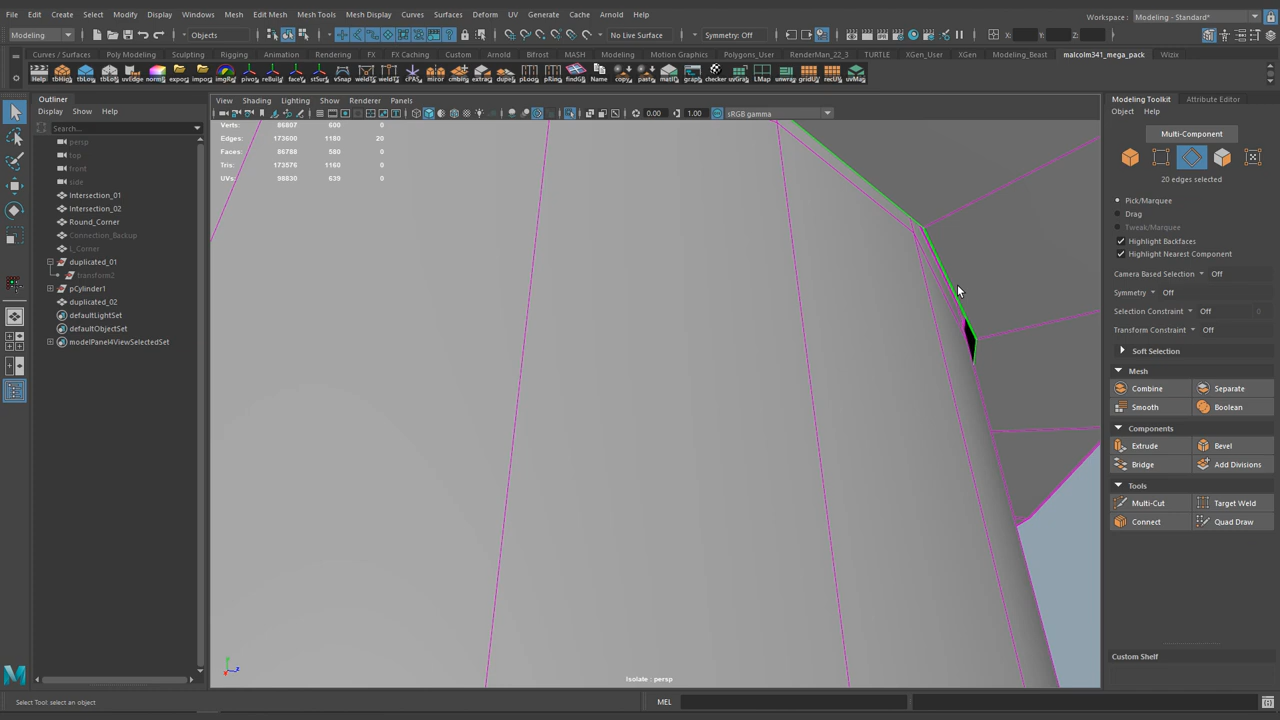 File Edit Create Select Modify Display Windows Mesh Edit Mesh Mesh Tools Mesh Display Curves Surfaces Deform UV Generate Cache Arnold Help Workspace : Modeling - Standard*
Modeling Objects No Live Surface Symmetry: Off X: Y: Z:
Curves / Surfaces Poly Modeling Sculpting Rigging Animation Rendering FX FX Caching Custom Arnold Bifrost MASH Modeling Motion Graphics Polygons_User RenderMan_22_3 TURTLE XGen_User XGen Modeling_Beast malcolm341_mega_pack Wizix
Outliner
Display Show Help
Search...
persp
top
front
side
Intersection_01
Intersection_02
Round_Corner
Connection_Backup
L_Corner
duplicated_01
transform2
pCylinder1
duplicated_02
defaultLightSet
defaultObjectSet
modelPanel4ViewSelectedSet
View Shading Lighting Show Renderer Panels
0.00 1.00 sRGB gamma
Verts: 86807 600 0
Edges: 173600 1180 20
Faces: 86788 580 0
Tris: 173576 1160 0
UVs: 98830 639 0
Isolate : persp
Modeling Toolkit Attribute Editor
Object Help
Multi-Component
20 edges selected
Pick/Marquee
Drag
Tweak/Marquee
Highlight Backfaces
Highlight Nearest Component
Camera Based Selection Off
Symmetry Off
Selection Constraint Off
Transform Constraint Off
Soft Selection
Mesh
Combine Separate
Smooth Boolean
Components
Extrude Bevel
Bridge Add Divisions
Tools
Multi-Cut Target Weld
Connect Quad Draw
Custom Shelf
Select Tool: select an object MEL